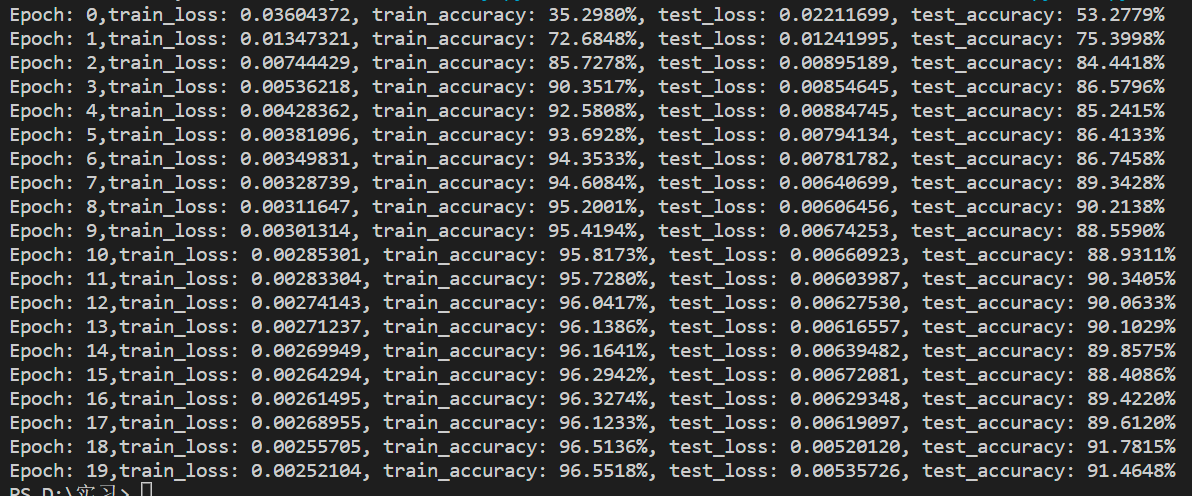 Epoch: 0,train_loss: 0.03604372, train_accuracy: 35.2980%, test_loss: 0.02211699, test_accuracy: 53.2779%
Epoch: 1,train_loss: 0.01347321, train_accuracy: 72.6848%, test_loss: 0.01241995, test_accuracy: 75.3998%
Epoch: 2,train_loss: 0.00744429, train_accuracy: 85.7278%, test_loss: 0.00895189, test_accuracy: 84.4418%
Epoch: 3,train_loss: 0.00536218, train_accuracy: 90.3517%, test_loss: 0.00854645, test_accuracy: 86.5796%
Epoch: 4,train_loss: 0.00428362, train_accuracy: 92.5808%, test_loss: 0.00884745, test_accuracy: 85.2415%
Epoch: 5,train_loss: 0.00381096, train_accuracy: 93.6928%, test_loss: 0.00794134, test_accuracy: 86.4133%
Epoch: 6,train_loss: 0.00349831, train_accuracy: 94.3533%, test_loss: 0.00781782, test_accuracy: 86.7458%
Epoch: 7,train_loss: 0.00328739, train_accuracy: 94.6084%, test_loss: 0.00640699, test_accuracy: 89.3428%
Epoch: 8,train_loss: 0.00311647, train_accuracy: 95.2001%, test_loss: 0.00606456, test_accuracy: 90.2138%
Epoch: 9,train_loss: 0.00301314, train_accuracy: 95.4194%, test_loss: 0.00674253, test_accuracy: 88.5590%
Epoch: 10,train_loss: 0.00285301, train_accuracy: 95.8173%, test_loss: 0.00660923, test_accuracy: 88.9311%
Epoch: 11,train_loss: 0.00283304, train_accuracy: 95.7280%, test_loss: 0.00603987, test_accuracy: 90.3405%
Epoch: 12,train_loss: 0.00274143, train_accuracy: 96.0417%, test_loss: 0.00627530, test_accuracy: 90.0633%
Epoch: 13,train_loss: 0.00271237, train_accuracy: 96.1386%, test_loss: 0.00616557, test_accuracy: 90.1029%
Epoch: 14,train_loss: 0.00269949, train_accuracy: 96.1641%, test_loss: 0.00639482, test_accuracy: 89.8575%
Epoch: 15,train_loss: 0.00264294, train_accuracy: 96.2942%, test_loss: 0.00672081, test_accuracy: 88.4086%
Epoch: 16,train_loss: 0.00261495, train_accuracy: 96.3274%, test_loss: 0.00629348, test_accuracy: 89.4220%
Epoch: 17,train_loss: 0.00268955, train_accuracy: 96.1233%, test_loss: 0.00619097, test_accuracy: 89.6120%
Epoch: 18,train_loss: 0.00255705, train_accuracy: 96.5136%, test_loss: 0.00520120, test_accuracy: 91.7815%
Epoch: 19,train_loss: 0.00252104, train_accuracy: 96.5518%, test_loss: 0.00535726, test_accuracy: 91.4648%
PS D:\实习>